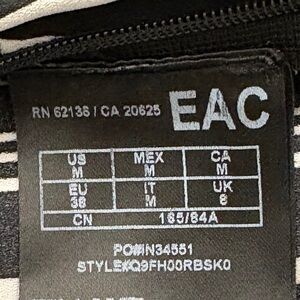 RN 62136 / CA 20625 EAC
US MEX CA
M M M
EU IT UK
38 M 8
CN 165/84A
PO#IN34551
STYLE#Q9FH00RBSK0